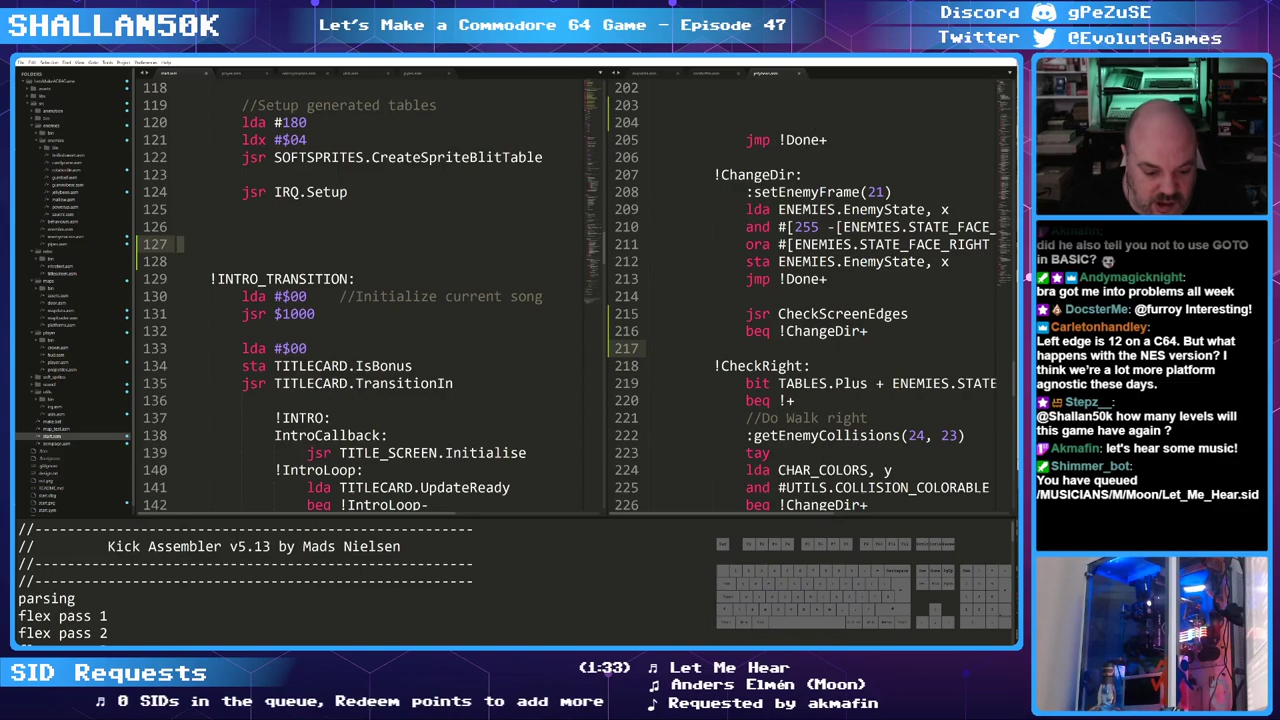 SHALLAN50K
Let's Make a Commodore 64 Game - Episode 47
Discord gPeZuSE
Twitter @EvoluteGames
FOLDERS
118
119 //Setup generated tables
120 lda #180
121 ldx #$04
122 jsr SOFTSPRITES.CreateSpriteBlitTable
123
124 jsr IRQ.Setup
125
126
127
128
129 !INTRO_TRANSITION:
130 lda #$00 //Initialize current song
131 jsr $1000
132
133 lda #$00
134 sta TITLECARD.IsBonus
135 jsr TITLECARD.TransitionIn
136
137 !INTRO:
138 IntroCallback:
139 jsr TITLE_SCREEN.Initialise
140 !IntroLoop:
141 lda TITLECARD.UpdateReady
142 beq !IntroLoop-
202
203
204
205 jmp !Done+
206
207 !ChangeDir:
208 :setEnemyFrame(21)
209 lda ENEMIES.EnemyState, x
210 and #[255 -[ENEMIES.STATE_FACE_
211 ora #[ENEMIES.STATE_FACE_RIGHT
212 sta ENEMIES.EnemyState, x
213 jmp !Done+
214
215 jsr CheckScreenEdges
216 beq !ChangeDir+
217
218 !CheckRight:
219 bit TABLES.Plus + ENEMIES.STATE
220 beq !+
221 //Do Walk right
222 :getEnemyCollisions(24, 23)
223 tay
224 lda CHAR_COLORS, y
225 and #UTILS.COLLISION_COLORABLE
226 beq !ChangeDir+
//------------------------------------------------------
// Kick Assembler v5.13 by Mads Nielsen
//------------------------------------------------------
//------------------------------------------------------
parsing
flex pass 1
flex pass 2
Akmafin:
did he also tell you not to use GOTO
in BASIC?
Andymagicknight:
bra got me into problems all week
DocsterMe: @furroy Interesting!
Carletonhandley:
Left edge is 12 on a C64. But what
happens with the NES version? I
think we're a lot more platform
agnostic these days.
Stepz__:
@Shallan50k how many levels will
this game have again ?
Akmafin: let's hear some music!
Shimmer_bot:
You have queued
/MUSICIANS/M/Moon/Let_Me_Hear.sid
SID Requests
0 SIDs in the queue, Redeem points to add more
(1:33) Let Me Hear
Anders Elmén (Moon)
Requested by akmafin